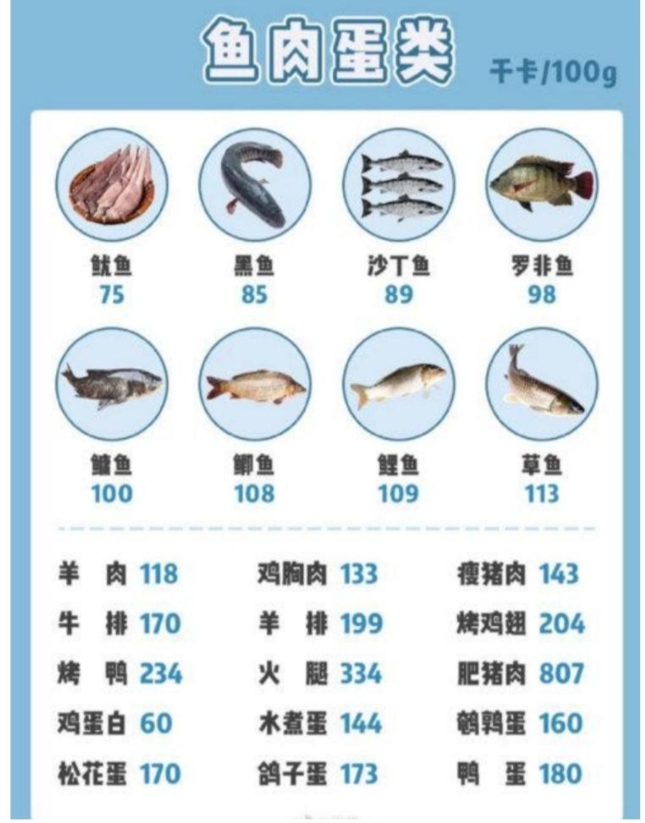 鱼肉蛋类
千卡/100g
鱿鱼 黑鱼 沙丁鱼 罗非鱼
75 85 89 98
鳙鱼 鲫鱼 鲤鱼 草鱼
100 108 109 113
羊 肉 118 鸡胸肉 133 瘦猪肉 143
牛 排 170 羊 排 199 烤鸡翅 204
烤 鸭 234 火 腿 334 肥猪肉 807
鸡蛋白 60 水煮蛋 144 鹌鹑蛋 160
松花蛋 170 鸽子蛋 173 鸭 蛋 180